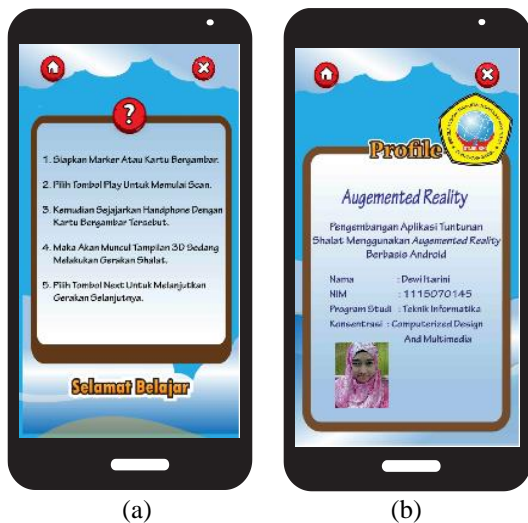 ?
1. Siapkan Marker Atau Kartu Bergambar.
2. Pilih Tombol Play Untuk Memulai Scan.
3. Kemudian Sejajarkan Handphone Dengan
Kartu Bergambar Tersebut.
4. Maka Akan Muncul Tampilan 3D Sedang
Melakukan Gerakan Shalat.
5. Pilih Tombol Next Untuk Melanjutkan
Gerakan Selanjutnya.
Selamat Belajar
(a)
Profile
Augemented Reality
Pengembangan Aplikasi Tuntunan
Shalat Menggunakan Augemented Reality
Berbasis Android
Nama : Dewi Itarini
NIM : 1115070145
Program Studi : Teknik Informatika
Konsentrasi : Computerized Design
And Multimedia
(b)